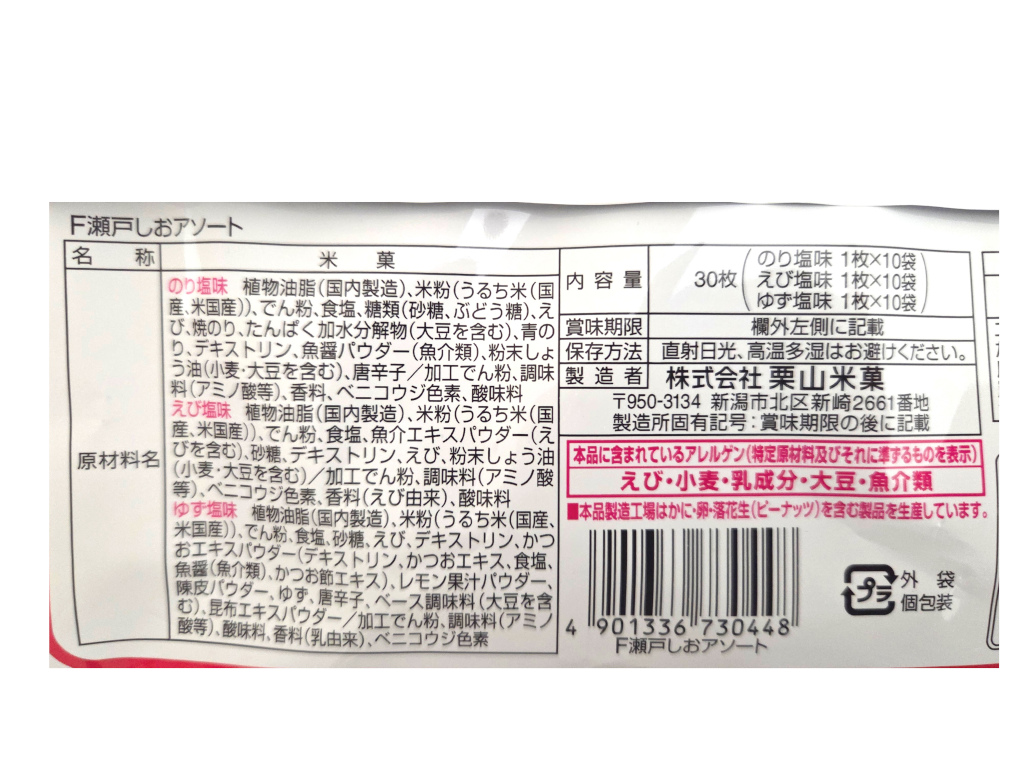 F瀬戸しおアソート
名　称
米　菓
原材料名
のり塩味 植物油脂(国内製造)、米粉(うるち米(国
産、米国産))、でん粉、食塩、糖類(砂糖、ぶどう糖)、え
び、焼のり、たんぱく加水分解物(大豆を含む)、青の
り、デキストリン、魚醤パウダー(魚介類)、粉末しょ
う油(小麦・大豆を含む)、唐辛子／加工でん粉、調味
料(アミノ酸等)、香料、ベニコウジ色素、酸味料
えび塩味 植物油脂(国内製造)、米粉(うるち米(国
産、米国産))、でん粉、食塩、魚介エキスパウダー(え
びを含む)、砂糖、デキストリン、えび、粉末しょう油
(小麦・大豆を含む)／加工でん粉、調味料(アミノ酸
等)、ベニコウジ色素、香料(えび由来)、酸味料
ゆず塩味 植物油脂(国内製造)、米粉(うるち米(国産、
米国産))、でん粉、食塩、砂糖、えび、デキストリン、かつ
おエキスパウダー(デキストリン、かつおエキス、食塩、
魚醤(魚介類)、かつお節エキス)、レモン果汁パウダー、
陳皮パウダー、ゆず、唐辛子、ベース調味料(大豆を含
む)、昆布エキスパウダー／加工でん粉、調味料(アミノ
酸等)、酸味料、香料(乳由来)、ベニコウジ色素
内容量
30枚
のり塩味 1枚×10袋
えび塩味 1枚×10袋
ゆず塩味 1枚×10袋
賞味期限
欄外左側に記載
保存方法
直射日光、高温多湿はお避けください。
製造者
株式会社 栗山米菓
〒950-3134 新潟市北区新崎2661番地
製造所固有記号：賞味期限の後に記載
本品に含まれているアレルゲン(特定原材料及びそれに準ずるものを表示)
えび・小麦・乳成分・大豆・魚介類
■本品製造工場はかに・卵・落花生(ピーナッツ)を含む製品を生産しています。
4 901336 730448
F瀬戸しおアソート
プラ
外　袋
個包装